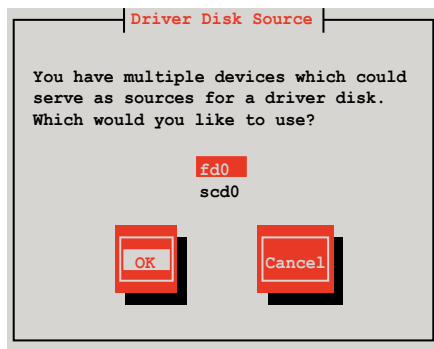 Driver Disk Source
You have multiple devices which could
serve as sources for a driver disk.
Which would you like to use?
fd0
scd0
OK Cancel